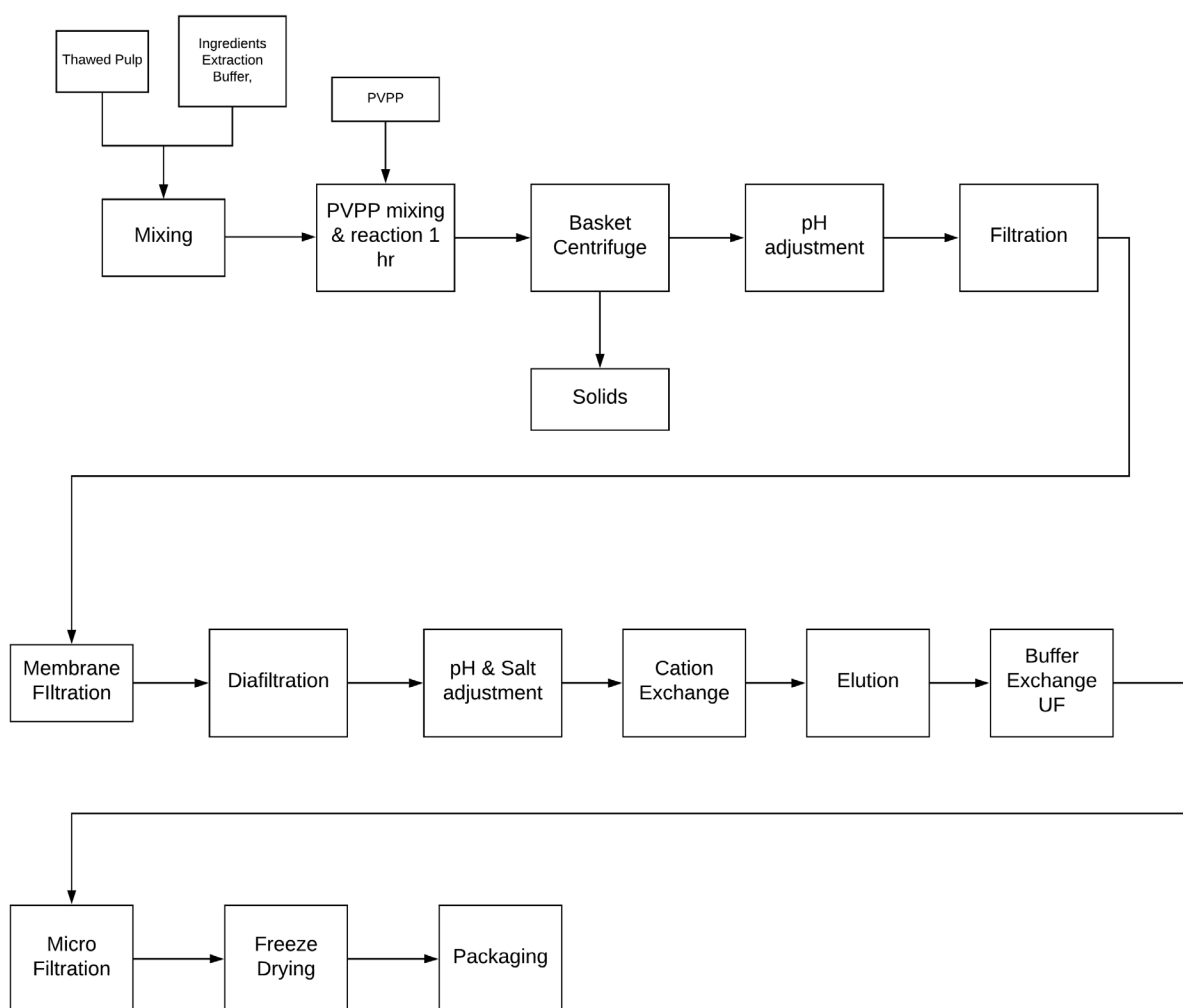 Thawed Pulp
Ingredients
Extraction
Buffer,
PVPP
Mixing
PVPP mixing
& reaction 1
hr
Basket
Centrifuge
pH
adjustment
Filtration
Solids
Membrane
FIltration
Diafiltration
pH & Salt
adjustment
Cation
Exchange
Elution
Buffer
Exchange
UF
Micro
Filtration
Freeze
Drying
Packaging